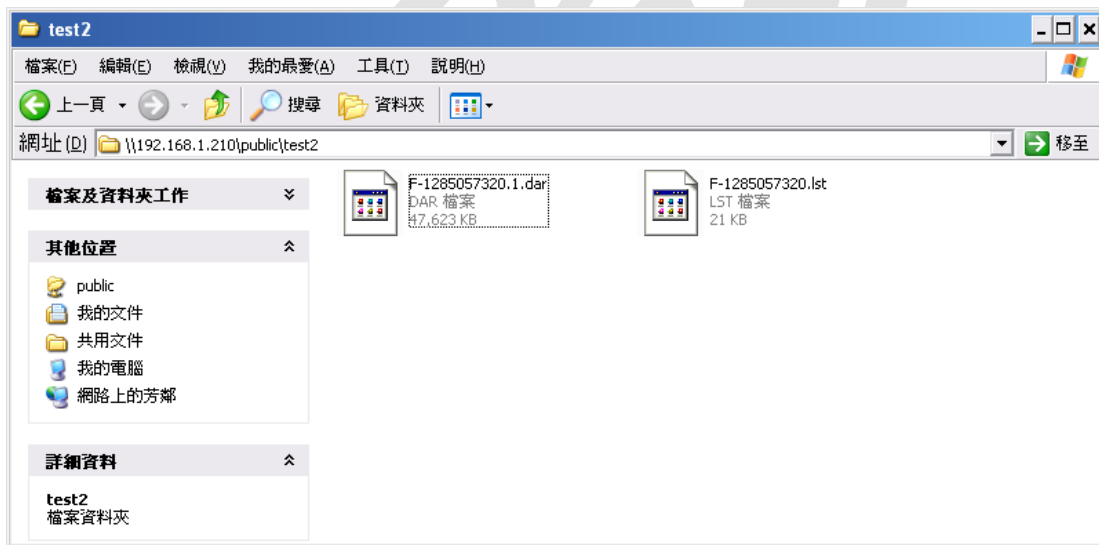 test2
檔案(F) 編輯(E) 檢視(V) 我的最愛(A) 工具(T) 說明(H)
上一頁 搜尋 資料夾
網址(D) \\192.168.1.210\public\test2 移至
檔案及資料夾工作
F-1285057320.1.dar
DAR 檔案
47,623 KB
F-1285057320.lst
LST 檔案
21 KB
其他位置
public
我的文件
共用文件
我的電腦
網路上的芳鄰
詳細資料
test2
檔案資料夾